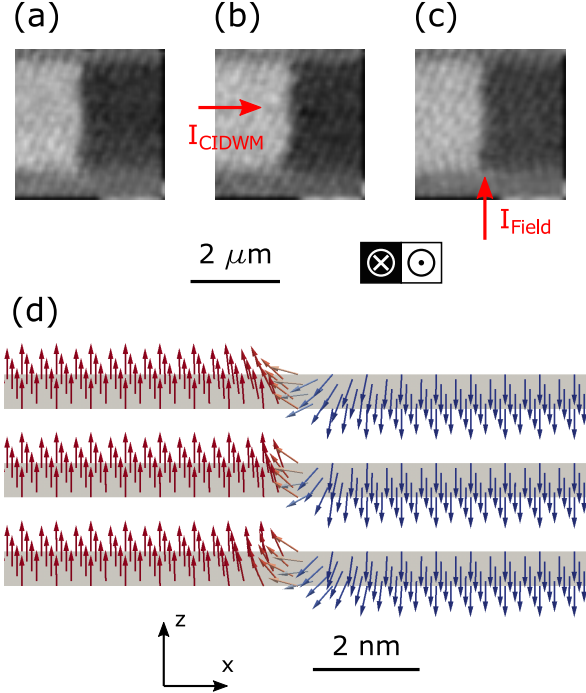 (a) (b) (c)
I_CIDWM
I_Field
2 μm
(d)
z
x
2 nm